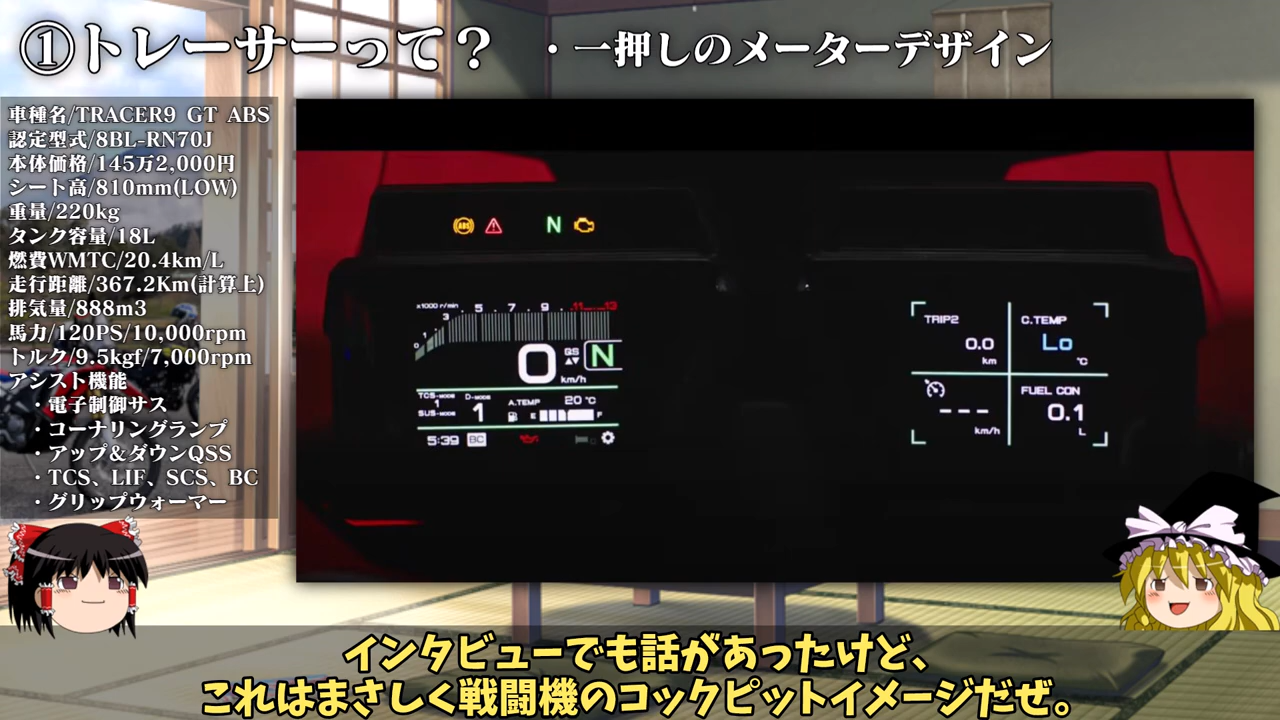 ①トレーサーって？
・一押しのメーターデザイン
車種名/TRACER9 GT ABS
認定型式/8BL-RN70J
本体価格/145万2,000円
シート高/810mm(LOW)
重量/220kg
タンク容量/18L
燃費WMTC/20.4km/L
走行距離/367.2Km(計算上)
排気量/888m3
馬力/120PS/10,000rpm
トルク/9.5kgf/7,000rpm
アシスト機能
・電子制御サス
・コーナリングランプ
・アップ＆ダウンQSS
・TCS、LIF、SCS、BC
・グリップウォーマー
ABS
N
x1000 r/min
0 1 3 5 7 9 11 13
0 km/h
QS
N
TCS-MODE 1
SUS-MODE
D-MODE 1
A.TEMP 20 ℃
E F
5:39 BC
TRIP2
0.0
km
C.TEMP
Lo
℃
---
km/h
FUEL CON
0.1
L
インタビューでも話があったけど、
これはまさしく戦闘機のコックピットイメージだぜ。